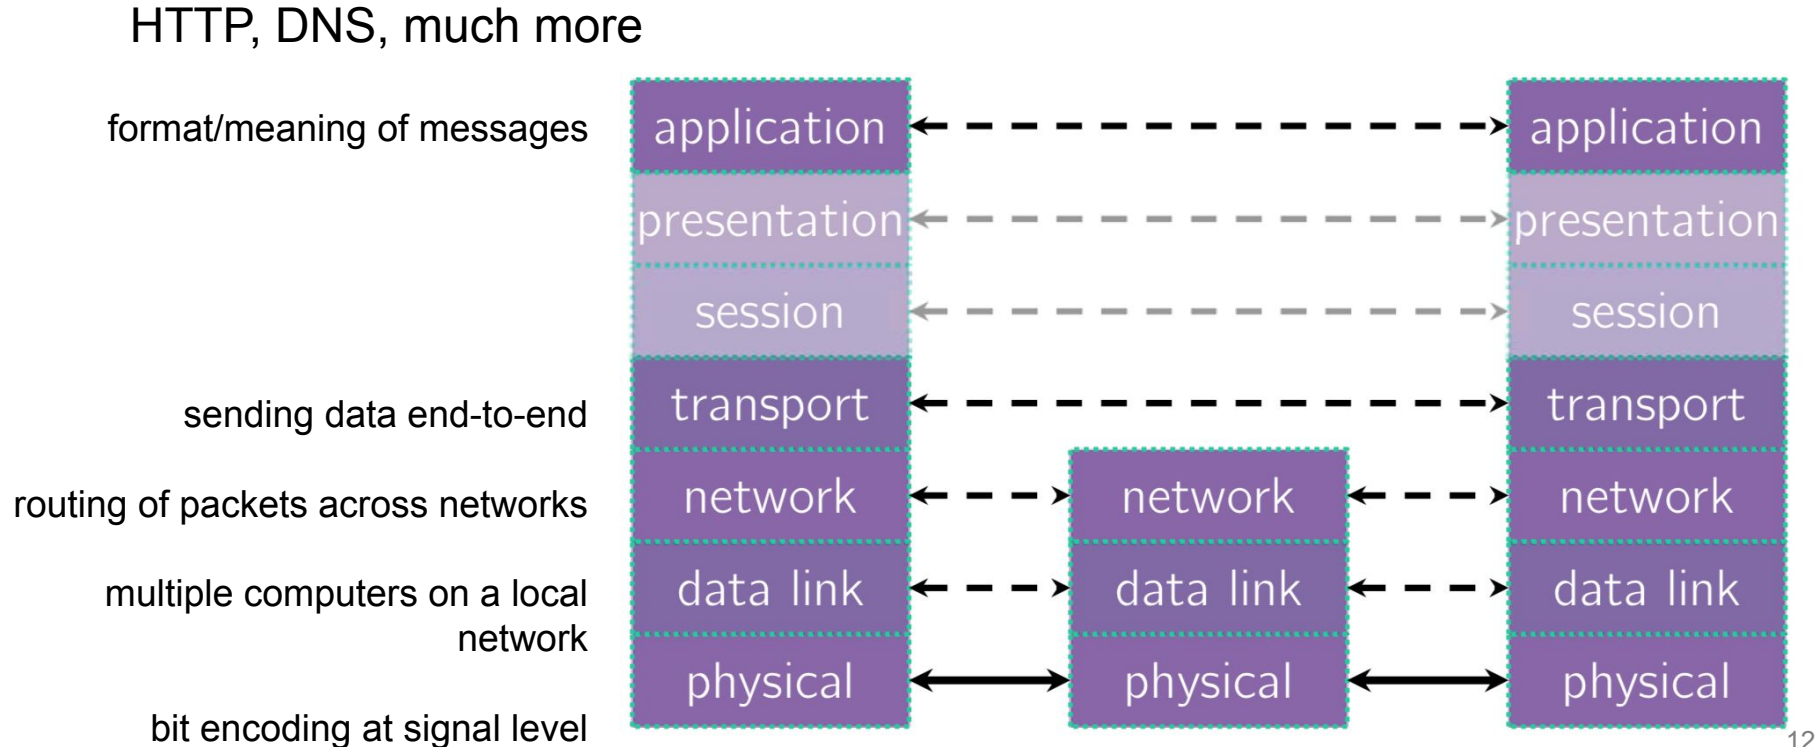 HTTP, DNS, much more
format/meaning of messages
application
application
presentation
presentation
session
session
sending data end-to-end
transport
transport
routing of packets across networks
network
network
network
multiple computers on a local
network
data link
data link
data link
physical
physical
physical
bit encoding at signal level
12